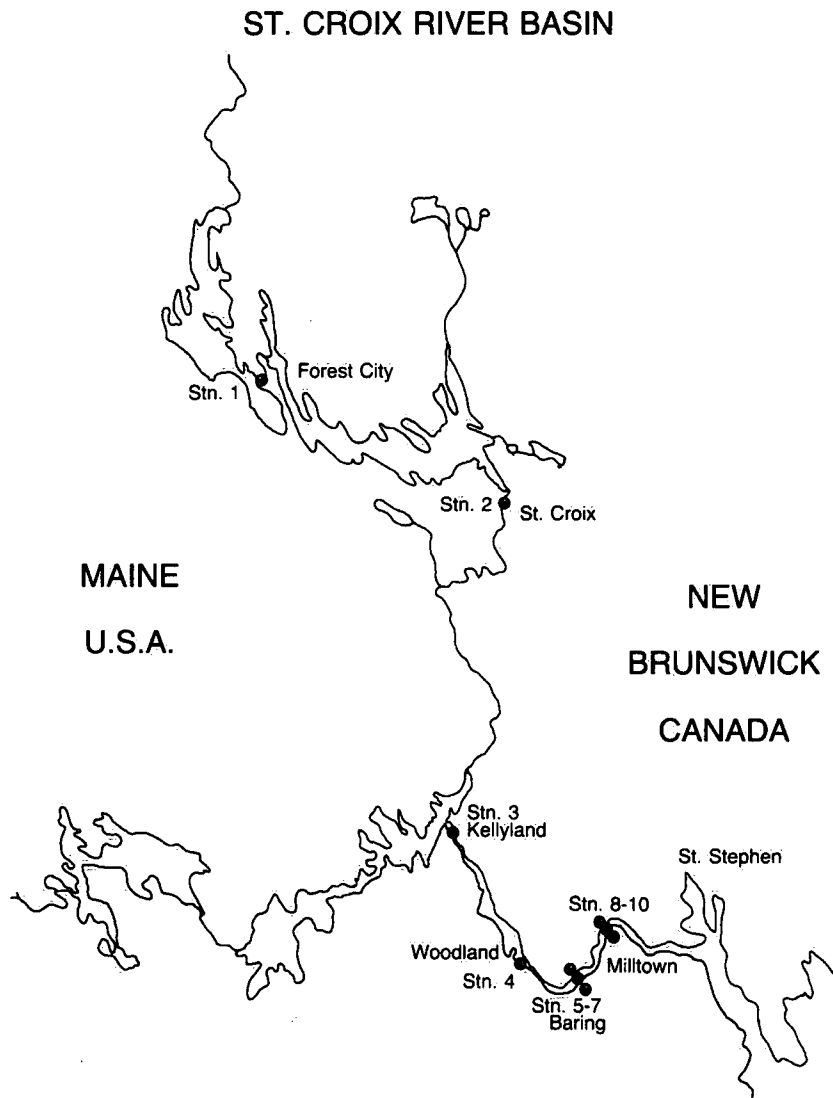 ST. CROIX RIVER BASIN
Forest City
Stn. 1
Stn. 2
St. Croix
MAINE
U.S.A.
NEW
BRUNSWICK
CANADA
Stn. 3
Kellyland
St. Stephen
Stn. 8-10
Woodland
Milltown
Stn. 4
Stn. 5-7
Baring